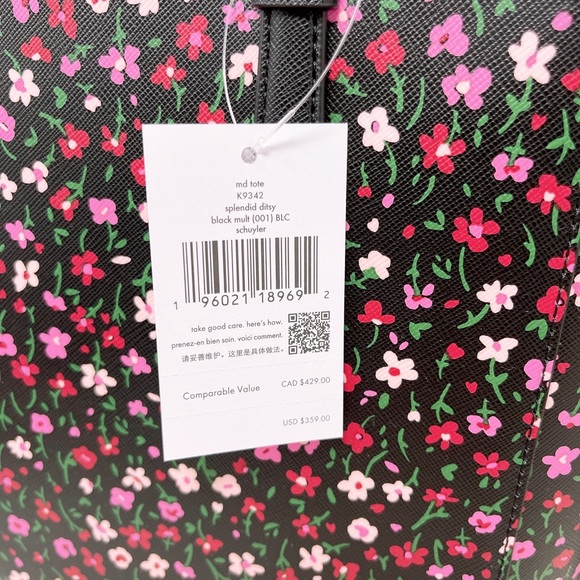 md tote
K9342
splendid ditsy
black mult (001) BLC
schuyler
1 96021 18969 2
take good care. here's how.
prenez-en bien soin. voici comment.
请妥善维护。这里是具体做法。
Comparable Value CAD $429.00
USD $359.00